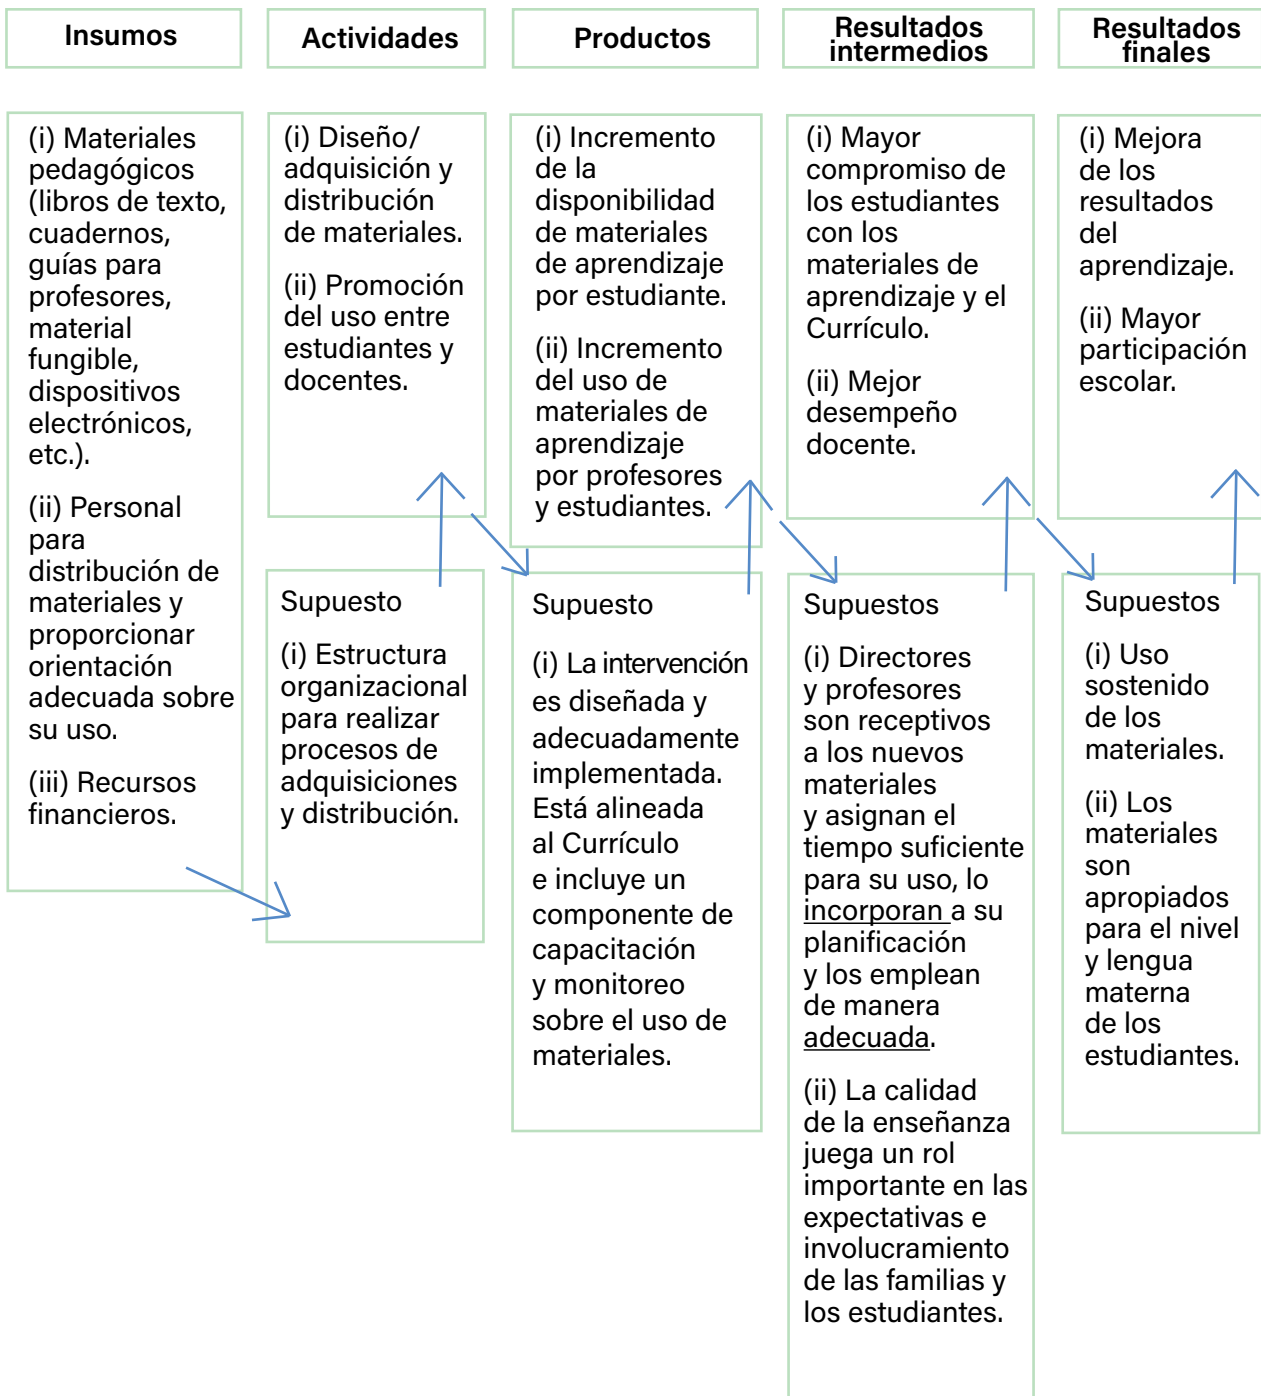 Insumos
Actividades
Productos
Resultados
intermedios
Resultados
finales
(i) Materiales
pedagógicos
(libros de texto,
cuadernos,
guías para
profesores,
material
fungible,
dispositivos
electrónicos,
etc.).
(ii) Personal
para
distribución de
materiales y
proporcionar
orientación
adecuada sobre
su uso.
(iii) Recursos
financieros.
(i) Diseño/
adquisición y
distribución
de materiales.
(ii) Promoción
del uso entre
estudiantes y
docentes.
Supuesto
(i) Estructura
organizacional
para realizar
procesos de
adquisiciones
y distribución.
(i) Incremento
de la
disponibilidad
de materiales
de aprendizaje
por estudiante.
(ii) Incremento
del uso de
materiales de
aprendizaje
por profesores
y estudiantes.
Supuesto
(i) La intervención
es diseñada y
adecuadamente
implementada.
Está alineada
al Currículo
e incluye un
componente de
capacitación
y monitoreo
sobre el uso de
materiales.
(i) Mayor
compromiso de
los estudiantes
con los
materiales de
aprendizaje y el
Currículo.
(ii) Mejor
desempeño
docente.
Supuestos
(i) Directores
y profesores
son receptivos
a los nuevos
materiales
y asignan el
tiempo suficiente
para su uso, lo
incorporan a su
planificación
y los emplean
de manera
adecuada.
(ii) La calidad
de la enseñanza
juega un rol
importante en las
expectativas e
involucramiento
de las familias y
los estudiantes.
(i) Mejora
de los
resultados
del
aprendizaje.
(ii) Mayor
participación
escolar.
Supuestos
(i) Uso
sostenido
de los
materiales.
(ii) Los
materiales
son
apropiados
para el nivel
y lengua
materna
de los
estudiantes.